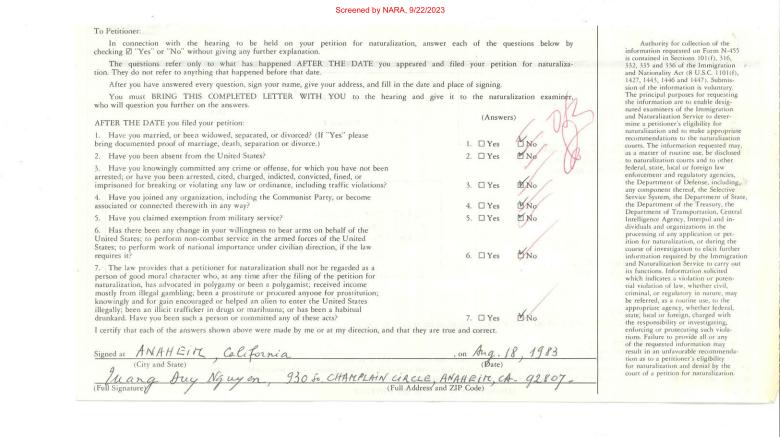 Screened by NARA, 9/22/2023
To Petitioner:
In connection with the hearing to be held on your petition for naturalization, answer each of the questions below by
checking ☑ "Yes" or "No" without giving any further explanation.
The questions refer only to what has happened AFTER THE DATE you appeared and filed your petition for naturaliza-
tion. They do not refer to anything that happened before that date.
After you have answered every question, sign your name, give your address, and fill in the date and place of signing.
You must BRING THIS COMPLETED LETTER WITH YOU to the hearing and give it to the naturalization examiner,
who will question you further on the answers.
(Answers)
AFTER THE DATE you filed your petition:
1. Have you married, or been widowed, separated, or divorced? (If "Yes" please
bring documented proof of marriage, death, separation or divorce.) 1. ☐ Yes ☑ No
2. Have you been absent from the United States? 2. ☐ Yes ☑ No
3. Have you knowingly committed any crime or offense, for which you have not been
arrested; or have you been arrested, cited, charged, indicted, convicted, fined, or
imprisoned for breaking or violating any law or ordinance, including traffic violations? 3. ☐ Yes ☑ No
4. Have you joined any organization, including the Communist Party, or become
associated or connected therewith in any way? 4. ☐ Yes ☑ No
5. Have you claimed exemption from military service? 5. ☐ Yes ☑ No
6. Has there been any change in your willingness to bear arms on behalf of the
United States; to perform non-combat service in the armed forces of the United
States; to perform work of national importance under civilian direction, if the law
requires it? 6. ☐ Yes ☑ No
7. The law provides that a petitioner for naturalization shall not be regarded as a
person of good moral character who, at any time after the filing of the petition for
naturalization, has advocated in polygamy or been a polygamist; received income
mostly from illegal gambling; been a prostitute or procured anyone for prostitution;
knowingly and for gain encouraged or helped an alien to enter the United States
illegally; been an illicit trafficker in drugs or marihuana; or has been a habitual
drunkard. Have you been such a person or committed any of these acts? 7. ☐ Yes ☑ No
I certify that each of the answers shown above were made by me or at my direction, and that they are true and correct.
Signed at ANAHEIM, California , on Aug. 18, 1983
(City and State) (Date)
Quang Duy Nguyen, 930 So. CHAMPLAIN CIRCLE, ANAHEIM, CA. 92807.
(Full Signature) (Full Address and ZIP Code)
Authority for collection of the
information requested on Form N-455
is contained in Sections 101(f), 316,
332, 335 and 336 of the Immigration
and Nationality Act (8 U.S.C. 1101(f),
1427, 1443, 1446 and 1447). Submis-
sion of the information is voluntary.
The principal purposes for requesting
the information are to enable desig-
nated examiners of the Immigration
and Naturalization Service to deter-
mine a petitioner's eligibility for
naturalization and to make appropriate
recommendations to the naturalization
courts. The information requested may,
as a matter of routine use, be disclosed
to naturalization courts and to other
federal, state, local or foreign law
enforcement and regulatory agencies,
the Department of Defense, including
any component thereof, the Selective
Service System, the Department of State,
the Department of the Treasury, the
Department of Transportation, Central
Intelligence Agency, Interpol and in-
dividuals and organizations in the
processing of any application or pe-
tition for naturalization, or during the
course of investigation to elicit further
information required by the Immigration
and Naturalization Service to carry out
its functions. Information solicited
which indicates a violation or poten-
tial violation of law, whether civil,
criminal, or regulatory in nature, may
be referred, as a routine use, to the
appropriate agency, whether federal,
state, local or foreign, charged with
the responsibility or investigating,
enforcing or prosecuting such viola-
tions. Failure to provide all or any
of the requested information may
result in an unfavorable recommenda-
tion as to a petitioner's eligibility
for naturalization and denial by the
court of a petition for naturalization.